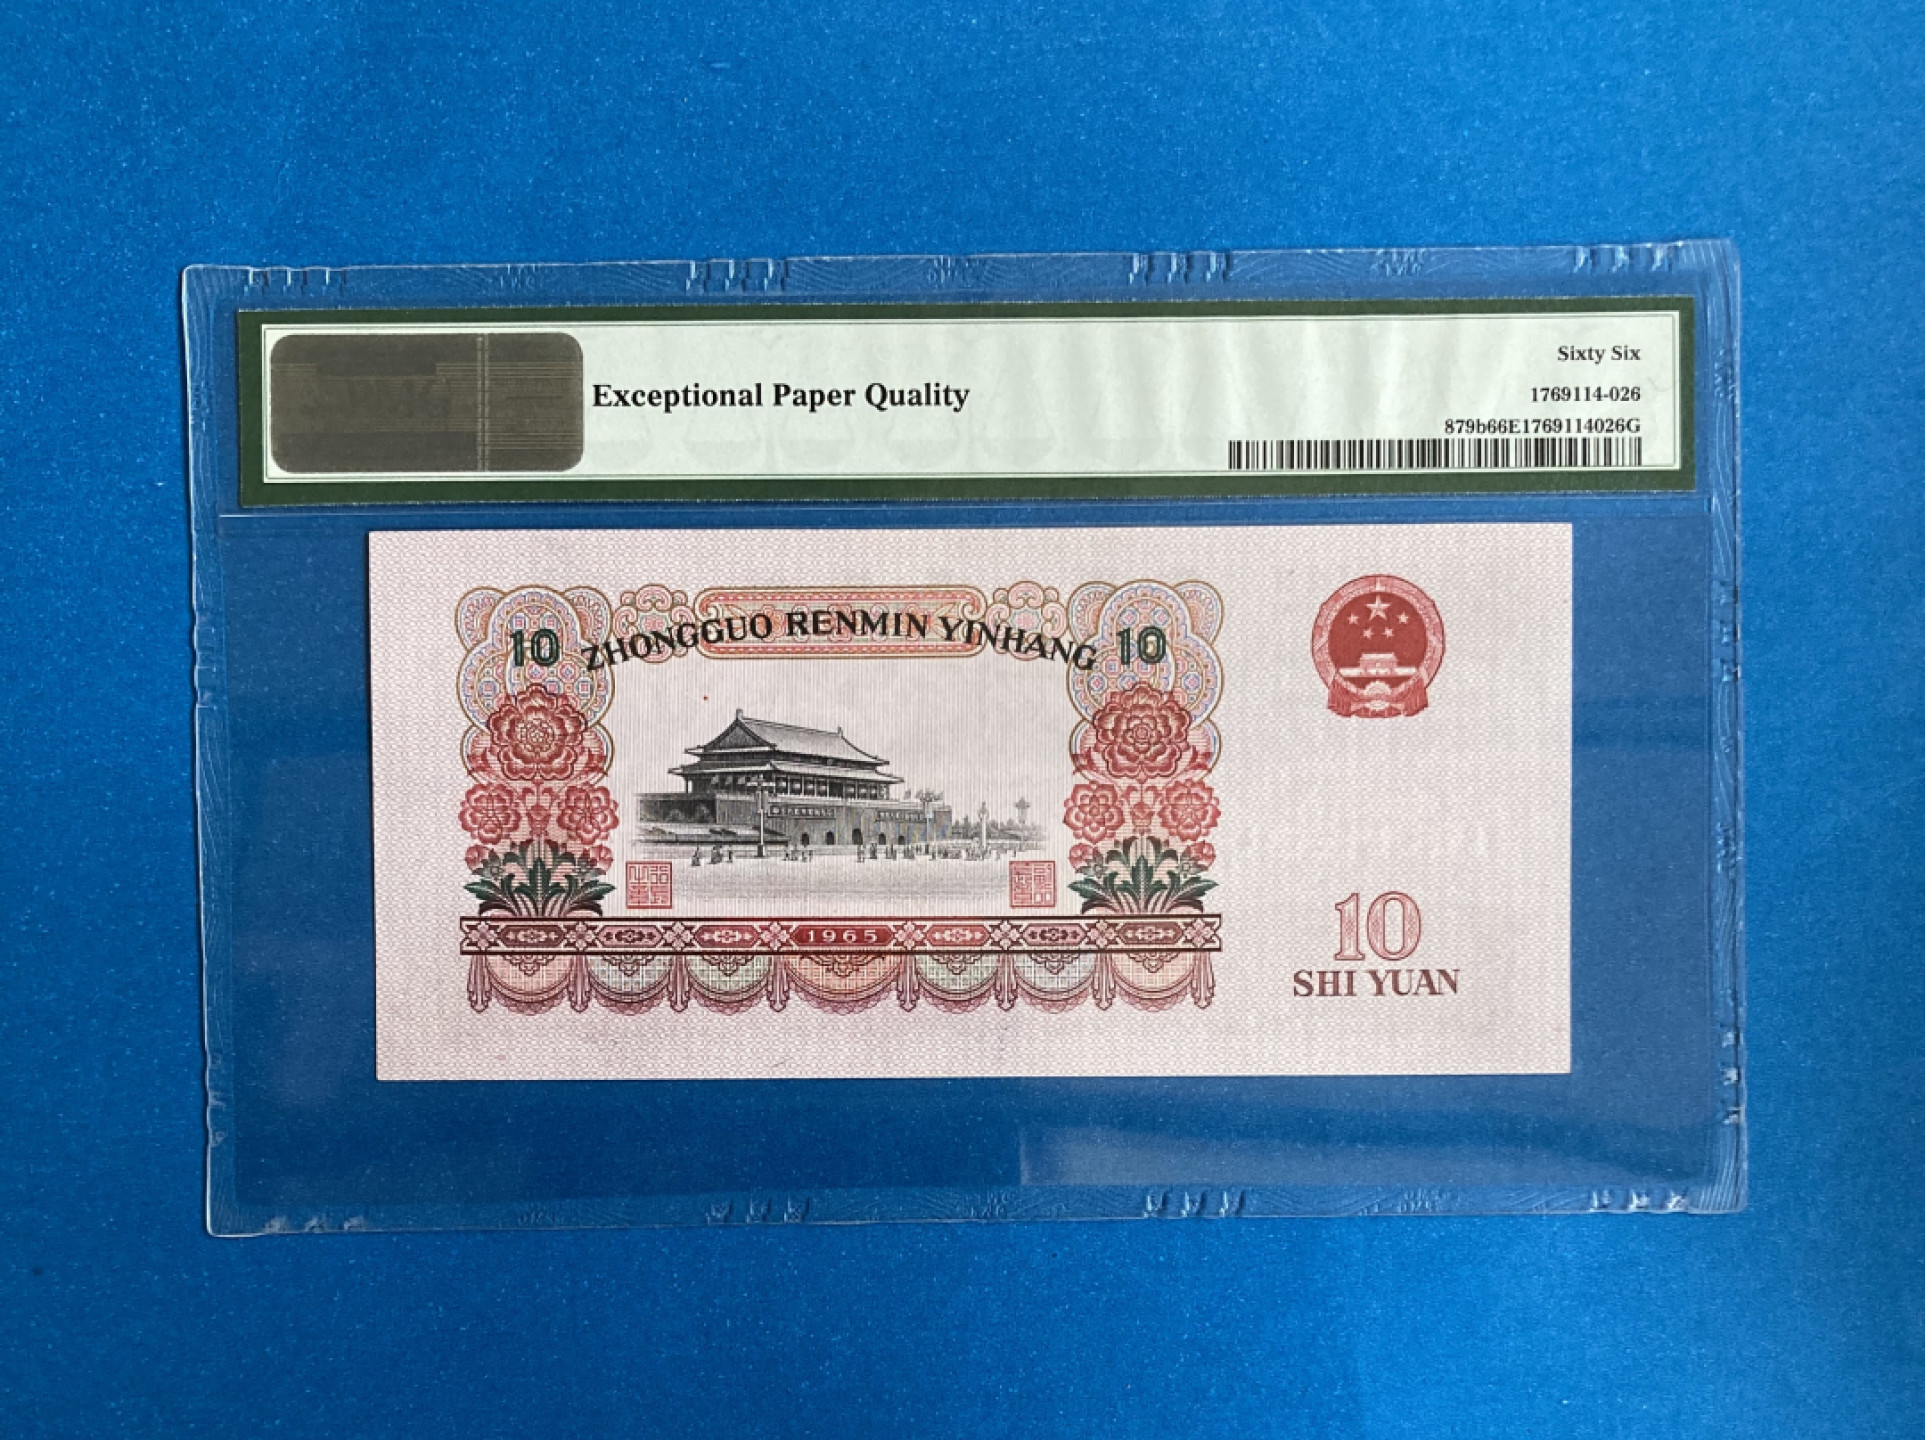 Sixty Six
Exceptional Paper Quality
1769114-026
879b66E1769114026G
10 ZHONGGUO RENMIN YINHANG 10
1965
10
SHI YUAN